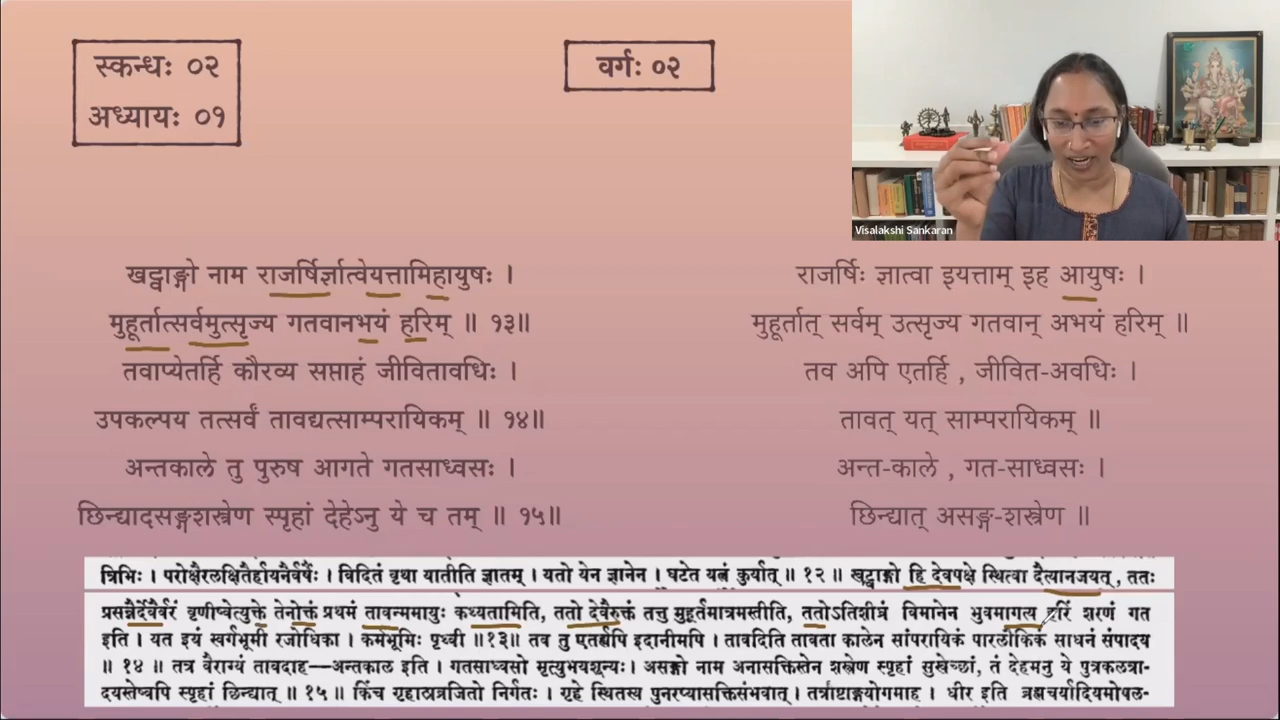 स्कन्धः ०२
अध्यायः ०१
वर्गः ०२
Visalakshi Sankaran
खट्वाङ्गो नाम राजर्षिर्ज्ञात्वेयत्तामिहायुषः ।
मुहूर्तात्सर्वमुत्सृज्य गतवानभयं हरिम् ॥ १३॥
तवाप्येतर्हि कौरव्य सप्ताहं जीवितावधिः ।
उपकल्पय तत्सर्वं तावद्यत्साम्परायिकम् ॥ १४॥
अन्तकाले तु पुरुष आगते गतसाध्वसः ।
छिन्द्यादसङ्गशस्त्रेण स्पृहां देहेऽनु ये च तम् ॥ १५॥
राजर्षिः ज्ञात्वा इयत्ताम् इह आयुषः ।
मुहूर्तात् सर्वम् उत्सृज्य गतवान् अभयं हरिम् ॥
तव अपि एतर्हि , जीवित-अवधिः ।
तावत् यत् साम्परायिकम् ॥
अन्त-काले , गत-साध्वसः ।
छिन्द्यात् असङ्ग-शस्त्रेण ॥
त्रिभिः । परोक्षैरलक्षितैर्हायनैर्वर्षैः । विदितं वृथा यातीति ज्ञातम् । यतो येन ज्ञानेन । घटेत यत्नं कुर्यात् ॥ १२ ॥ खट्वाङ्गो हि देवपक्षे स्थित्वा दैत्यानजयत्, ततः
प्रसन्नैर्देवैर्वरं वृणीष्वेत्युक्ते तेनोक्तं प्रथमं तावन्ममायुः कथ्यतामिति, ततो देवैरुक्तं तत्तु मुहूर्तमात्रमस्तीति, ततोऽतिशीघ्रं विमानेन भुवमागत्य हरिं शरणं गत
इति । यत इयं स्वर्गभूमी रजोधिका । कर्मभूमिः पृथ्वी ॥१३॥ तव तु एतर्ह्यपि इदानीमपि । तावदिति तावता कालेन सांपरायिकं पारलौकिकं साधनं संपादय
॥ १४ ॥ तत्र वैराग्यं तावदाह—अन्तकाल इति । गतसाध्वसो मृत्युभयशून्यः । असङ्गो नाम अनासक्तिस्तेन शस्त्रेण स्पृहां सुखेच्छां, तं देहमनु ये पुत्रकलत्रा-
दयस्तेष्वपि स्पृहां छिन्द्यात् ॥ १५ ॥ किंच गृहात्प्रव्रजितो निर्गतः । गृहे स्थितस्य पुनरप्यासक्तिसंभवात् । तत्राष्टाङ्गयोगमाह । धीर इति ब्रह्मचर्यादियमोपल-